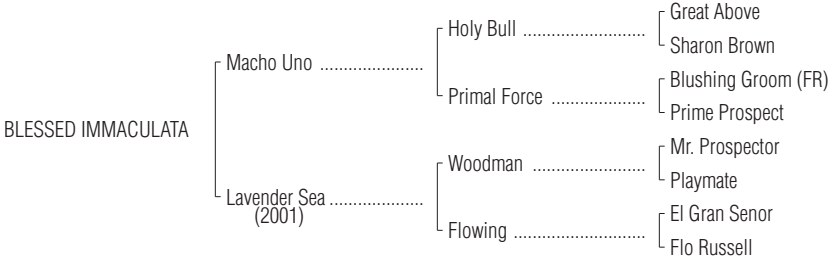 Great Above
Holy Bull ..........................
Sharon Brown
Macho Uno ......................
Blushing Groom (FR)
Primal Force ....................
Prime Prospect
BLESSED IMMACULATA
Mr. Prospector
Woodman ........................
Playmate
Lavender Sea ....................
(2001)
El Gran Senor
Flowing ............................
Flo Russell